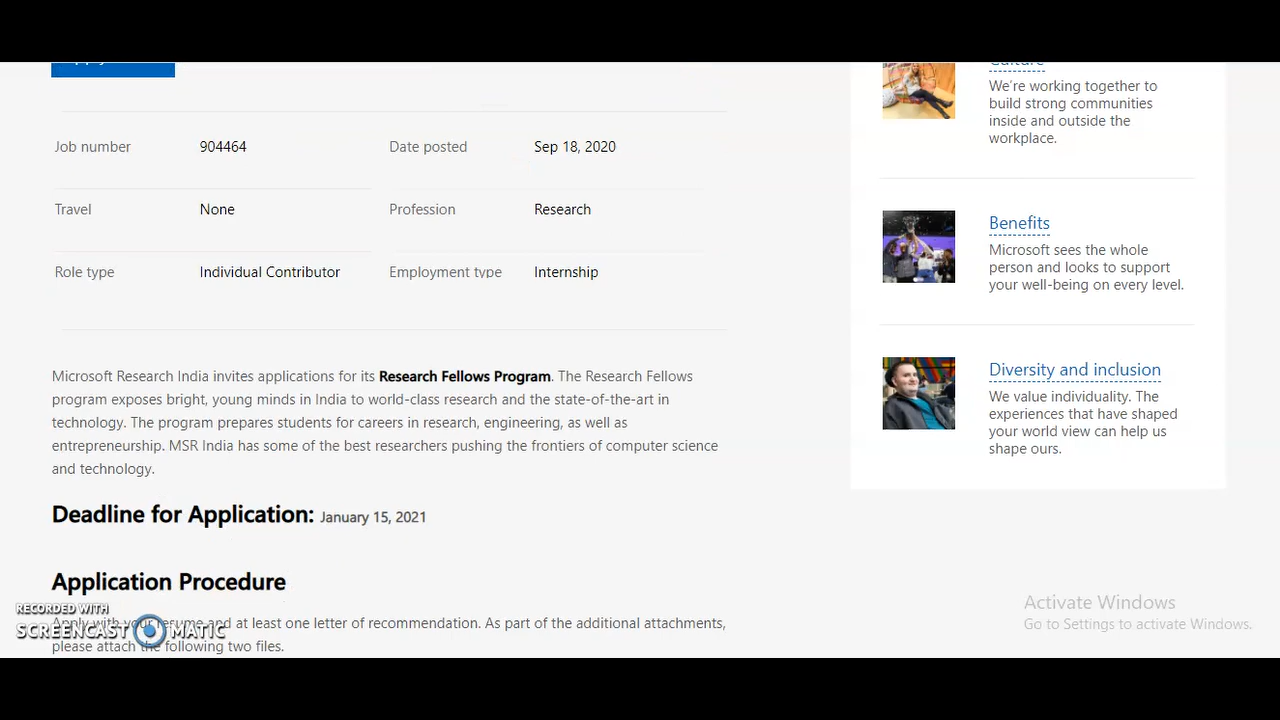 Culture
We're working together to
build strong communities
inside and outside the
workplace.
Job number 904464 Date posted Sep 18, 2020
Travel None Profession Research
Role type Individual Contributor Employment type Internship
Benefits
Microsoft sees the whole
person and looks to support
your well-being on every level.
Diversity and inclusion
We value individuality. The
experiences that have shaped
your world view can help us
shape ours.
Microsoft Research India invites applications for its Research Fellows Program. The Research Fellows
program exposes bright, young minds in India to world-class research and the state-of-the-art in
technology. The program prepares students for careers in research, engineering, as well as
entrepreneurship. MSR India has some of the best researchers pushing the frontiers of computer science
and technology.
Deadline for Application: January 15, 2021
Application Procedure
Apply with your resume and at least one letter of recommendation. As part of the additional attachments,
please attach the following two files.
RECORDED WITH
SCREENCAST MATIC
Activate Windows
Go to Settings to activate Windows.